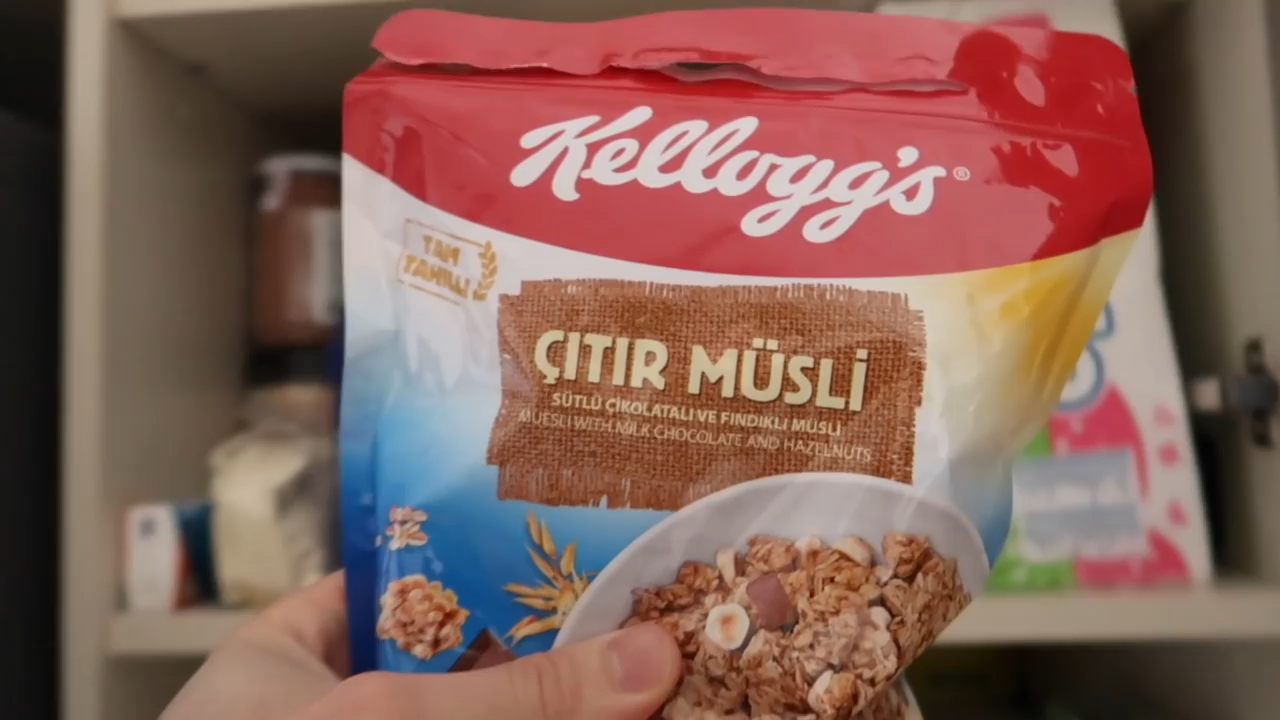 Kellogg's®
TAM
TAHILLI
ÇITIR MÜSLİ
SÜTLÜ ÇİKOLATALI VE FINDIKLI MÜSLİ
MUESLI WITH MILK CHOCOLATE AND HAZELNUTS